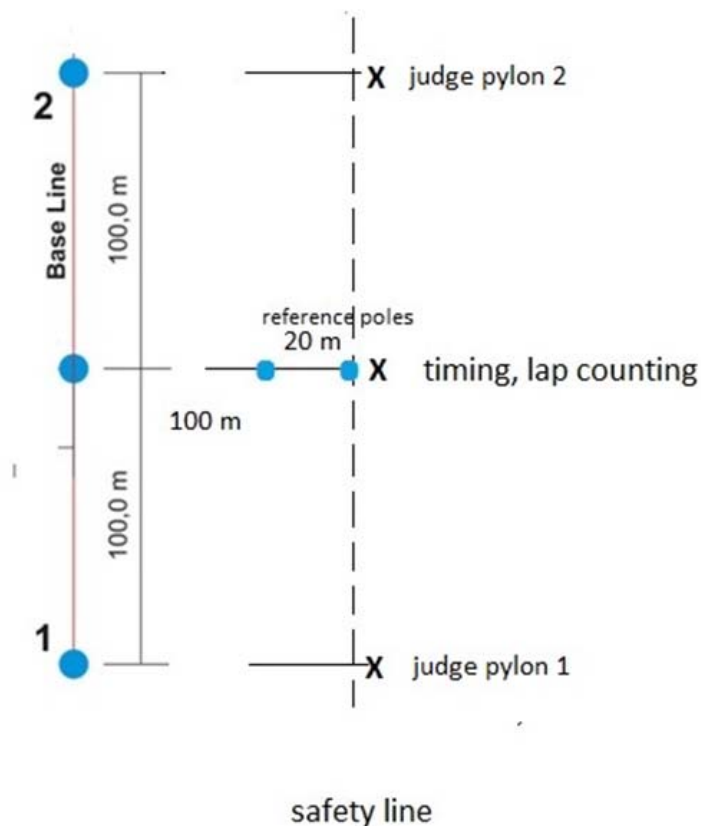 X judge pylon 2
2
Base Line
100,0 m
reference poles
20 m
X timing, lap counting
100 m
100,0 m
1
X judge pylon 1
safety line